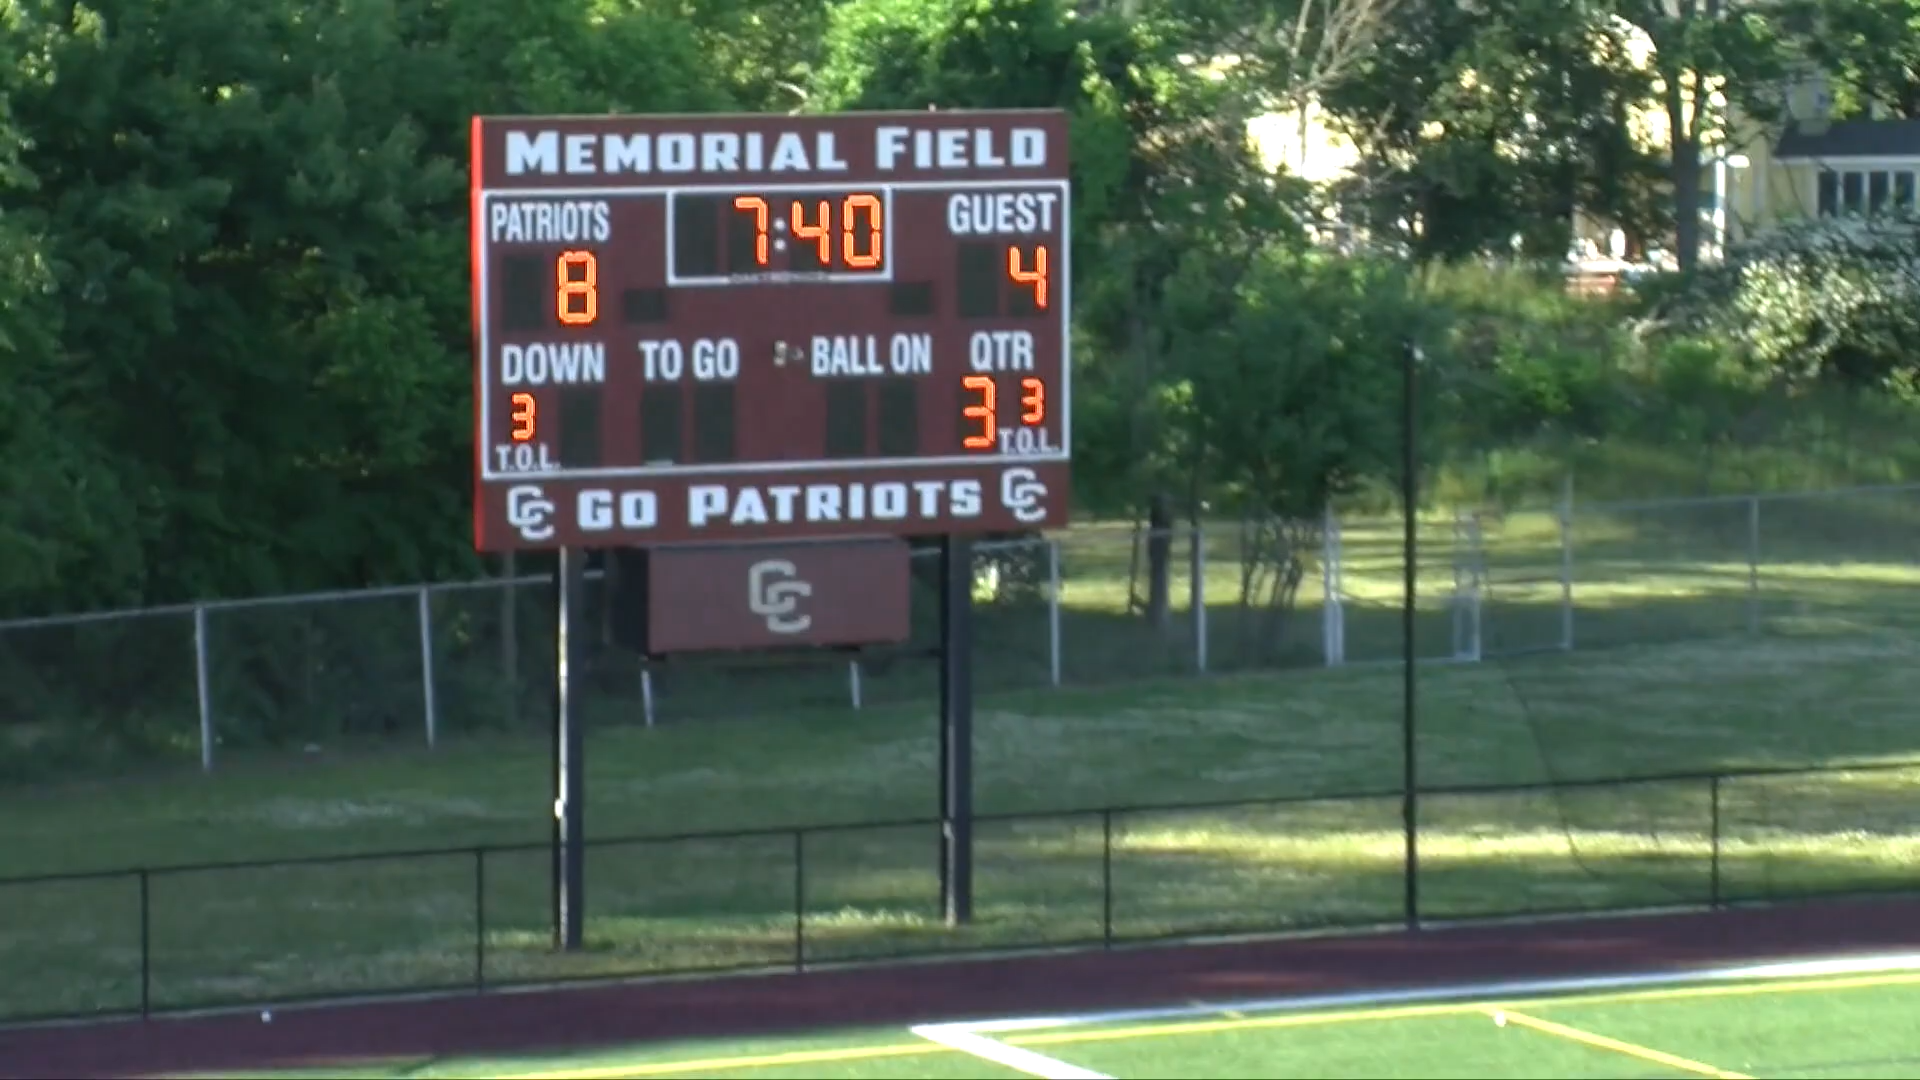 MEMORIAL FIELD
PATRIOTS 7:40 GUEST
8 4
DAKTRONICS
DOWN TO GO BALL ON QTR
3 3 3
T.O.L. T.O.L.
CC GO PATRIOTS CC
CC